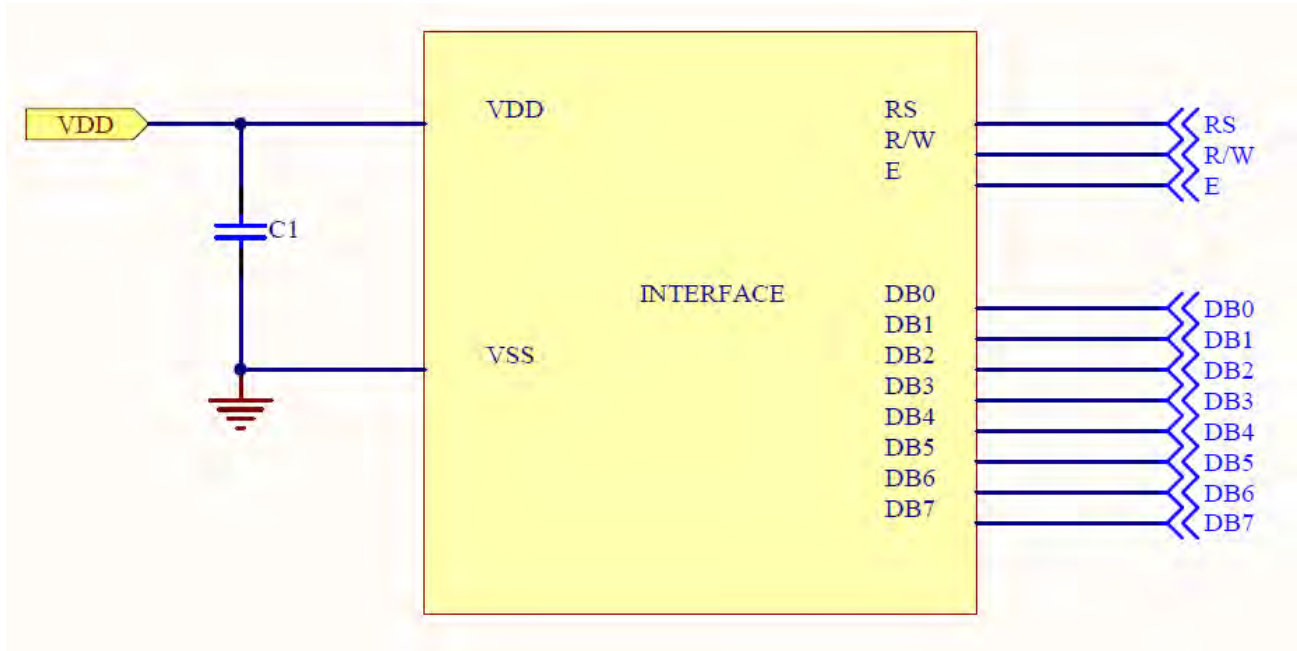 VDD
C1
VDD
VSS
INTERFACE
RS
R/W
E
DB0
DB1
DB2
DB3
DB4
DB5
DB6
DB7
RS
R/W
E
DB0
DB1
DB2
DB3
DB4
DB5
DB6
DB7